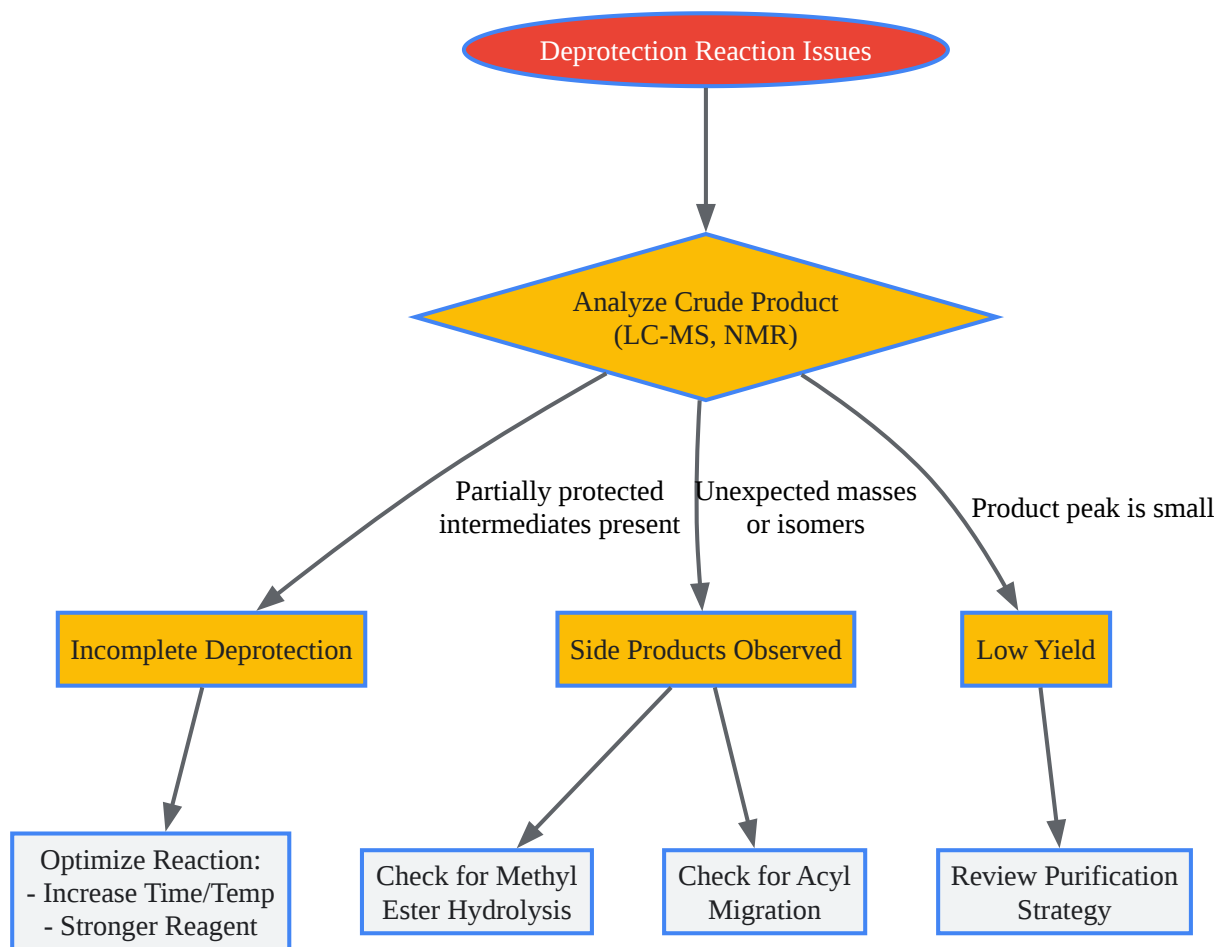 Deprotection Reaction Issues
Analyze Crude Product
(LC-MS, NMR)
Partially protected
intermediates present
Unexpected masses
or isomers
Product peak is small
Incomplete Deprotection
Side Products Observed
Low Yield
Optimize Reaction:
- Increase Time/Temp
- Stronger Reagent
Check for Methyl
Ester Hydrolysis
Check for Acyl
Migration
Review Purification
Strategy